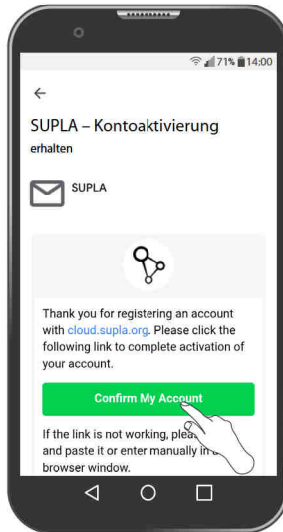 71% 14:00
SUPLA – Kontoaktivierung
erhalten
SUPLA
Thank you for registering an account
with cloud.supla.org. Please click the
following link to complete activation of
your account.
Confirm My Account
If the link is not working, please
and paste it or enter manually in a
browser window.